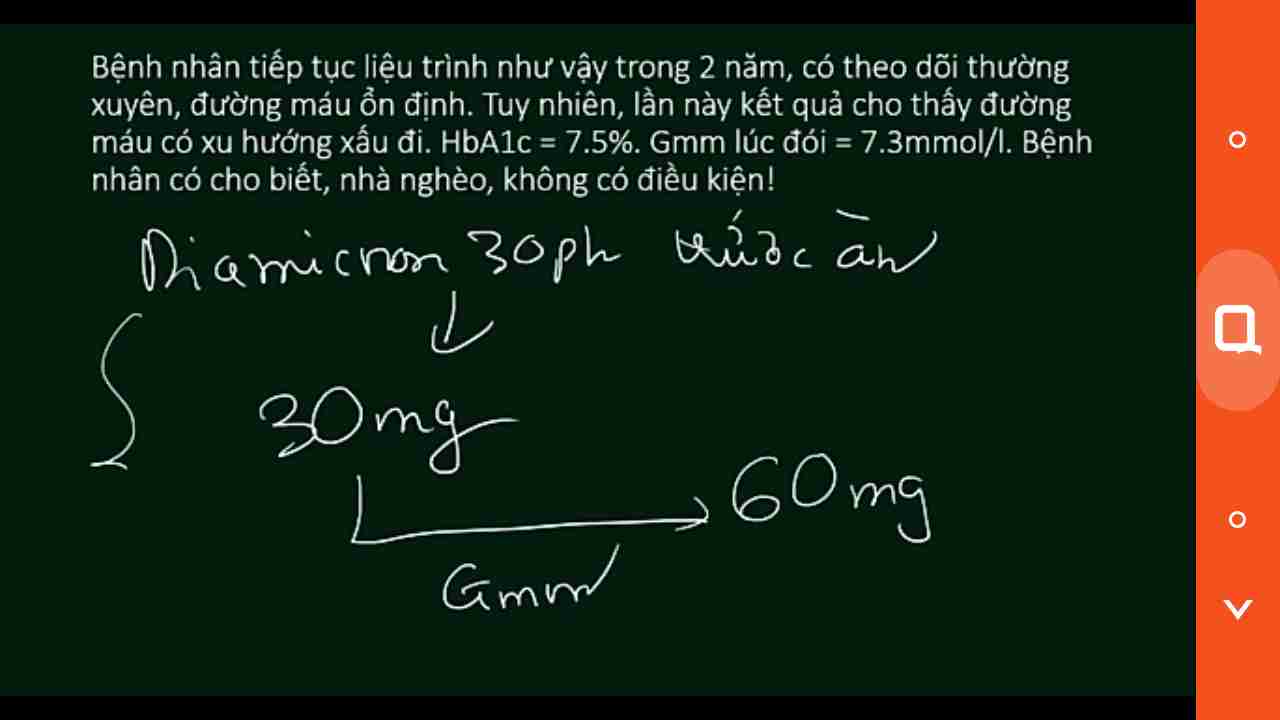 Bệnh nhân tiếp tục liệu trình như vậy trong 2 năm, có theo dõi thường
xuyên, đường máu ổn định. Tuy nhiên, lần này kết quả cho thấy đường
máu có xu hướng xấu đi. HbA1c = 7.5%. Gmm lúc đói = 7.3mmol/l. Bệnh
nhân có cho biết, nhà nghèo, không có điều kiện!
Diamicron 30ph trước ăn
30mg
60mg
Gmm